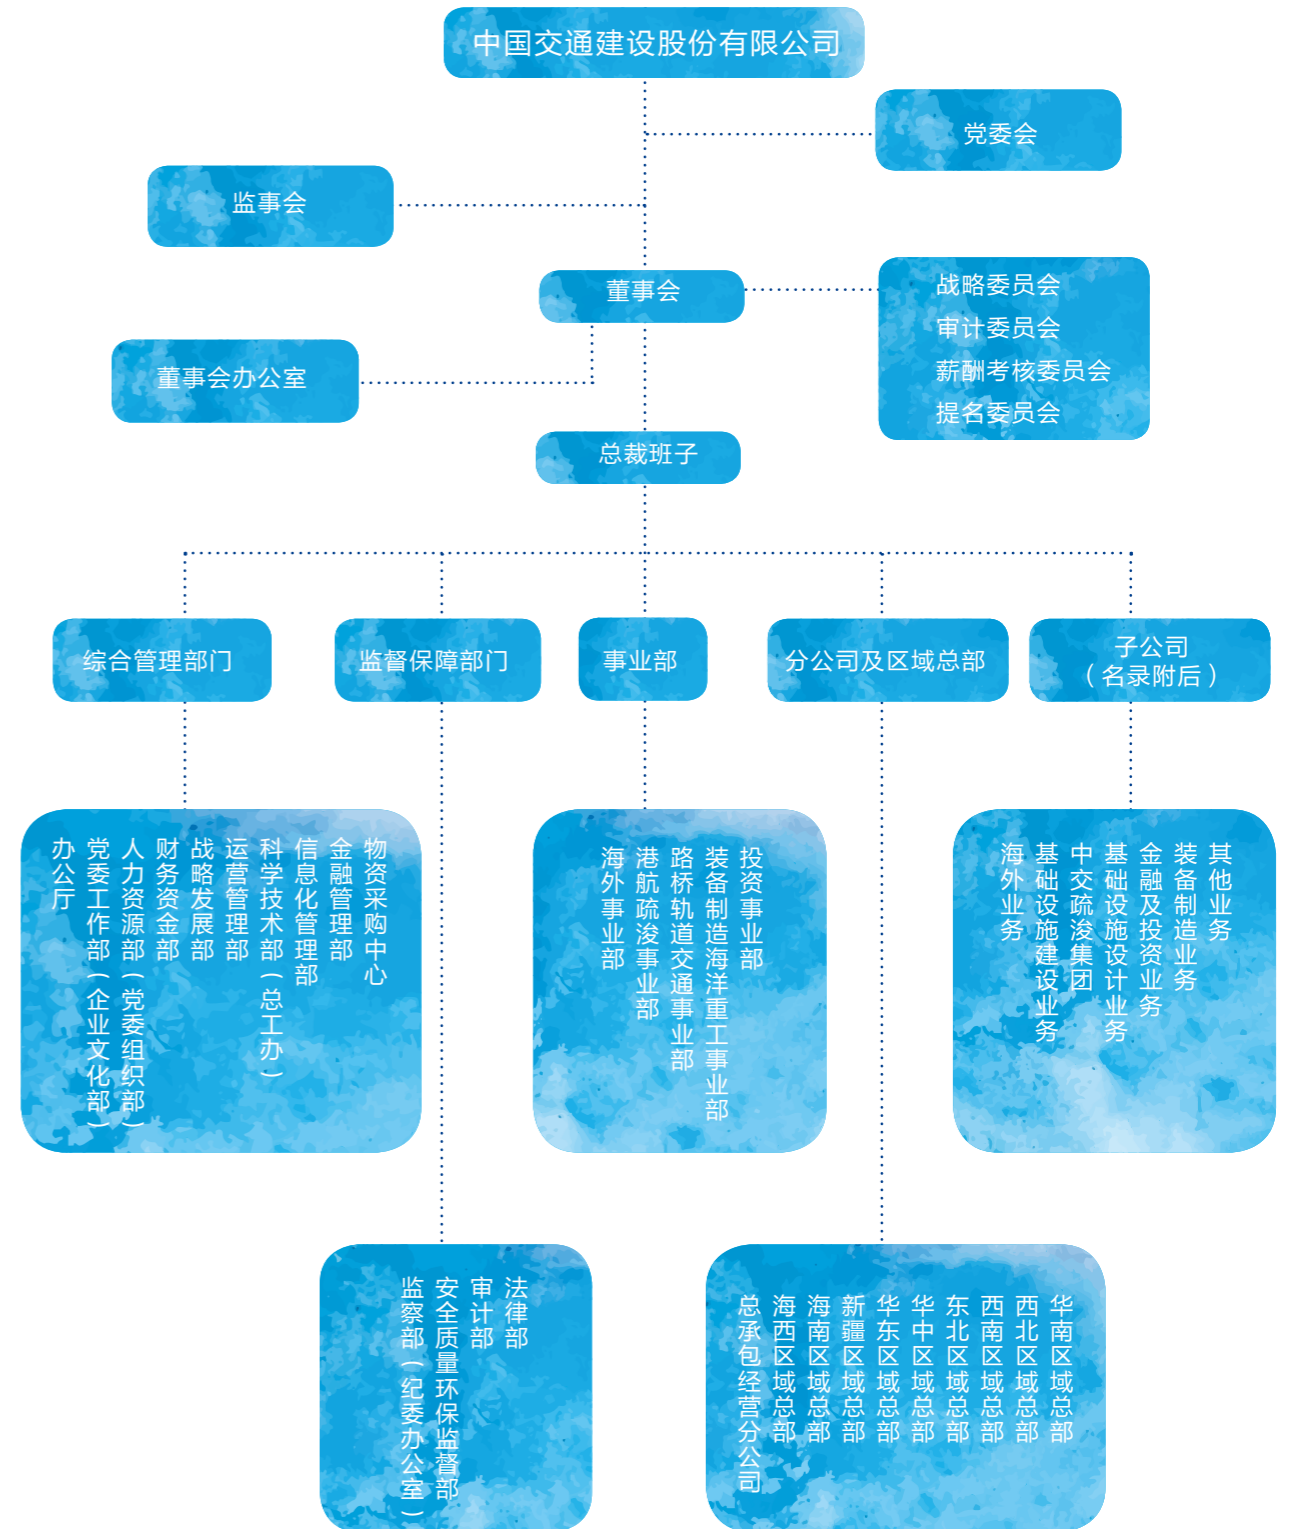 中国交通建设股份有限公司
党委会
监事会
董事会
战略委员会
审计委员会
薪酬考核委员会
提名委员会
董事会办公室
总裁班子
综合管理部门
监督保障部门
事业部
分公司及区域总部
子公司
（名录附后）
办公厅
党委工作部（企业文化部）
人力资源部（党委组织部）
财务资金部
战略发展部
运营管理部
科学技术部（总工办）
信息化管理部
金融管理部
物资采购中心
海外事业部
港航疏浚事业部
路桥轨道交通事业部
装备制造海洋重工事业部
投资事业部
海外业务
基础设施建设业务
中交疏浚集团
基础设施设计业务
金融及投资业务
装备制造业务
其他业务
监察部（纪委办公室）
安全质量环保监督部
审计部
法律部
总承包经营分公司
海西区域总部
海南区域总部
新疆区域总部
华东区域总部
华中区域总部
东北区域总部
西南区域总部
西北区域总部
华南区域总部